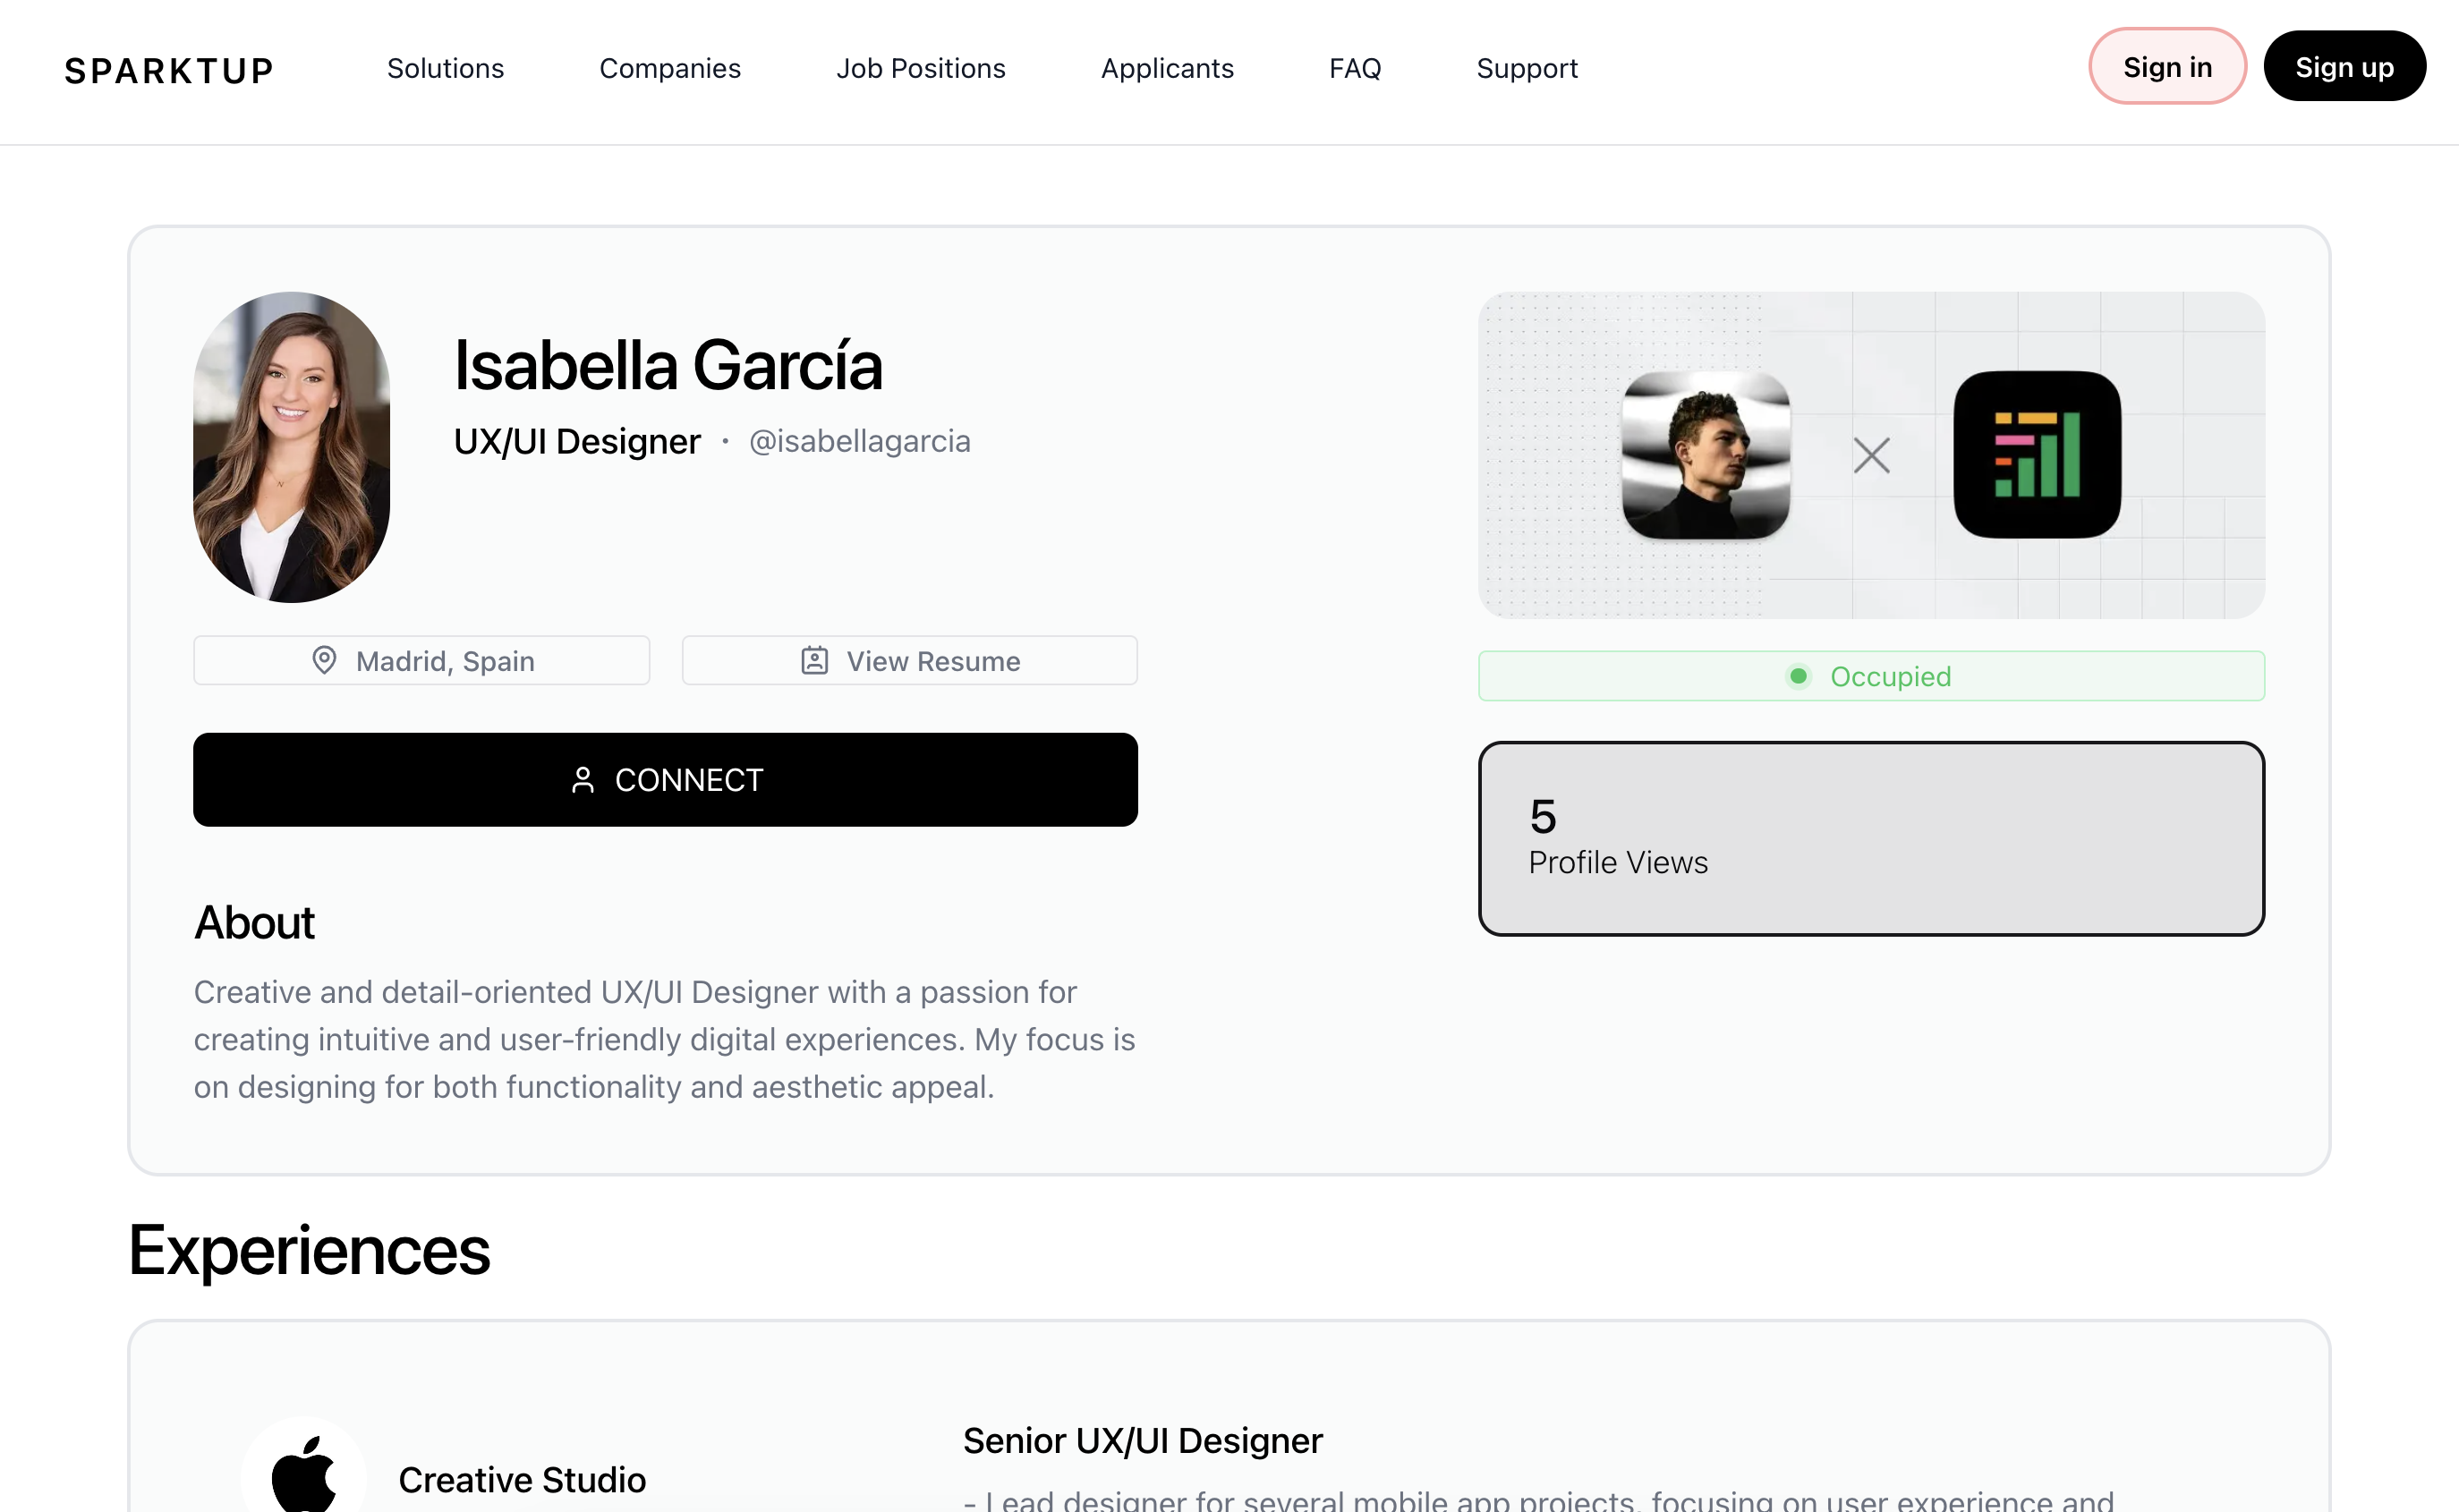 SPARKTUP
Solutions
Companies
Job Positions
Applicants
FAQ
Support
Sign in
Sign up
Isabella García
UX/UI Designer · @isabellagarcia
Madrid, Spain
View Resume
CONNECT
About
Creative and detail-oriented UX/UI Designer with a passion for
creating intuitive and user-friendly digital experiences. My focus is
on designing for both functionality and aesthetic appeal.
Occupied
5
Profile Views
Experiences
Creative Studio
Senior UX/UI Designer
- Lead designer for several mobile app projects, focusing on user experience and